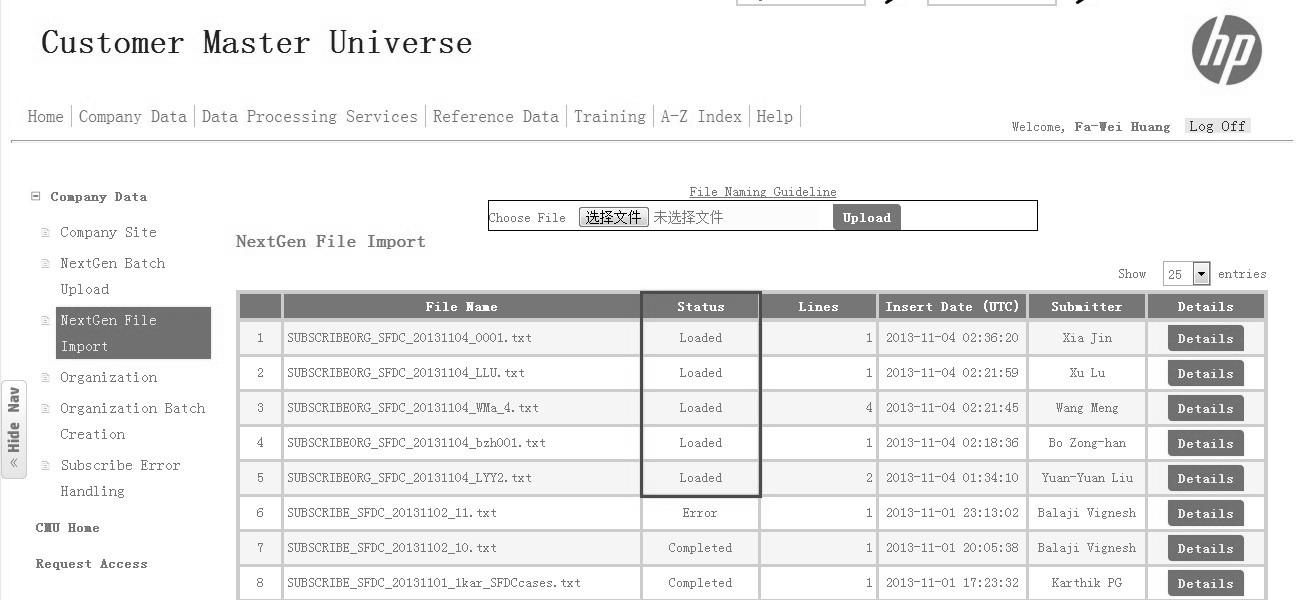 Customer Master Universe
hp
Home Company Data Data Processing Services Reference Data Training A-Z Index Help
Welcome, Fa-Wei Huang Log Off
Company Data
Company Site
NextGen Batch
Upload
NextGen File
Import
Organization
Organization Batch
Creation
Subscribe Error
Handling
CMU Home
Request Access
« Hide Nav
File Naming Guideline
Choose File 选择文件 未选择文件 Upload
NextGen File Import
Show 25 entries
File Name Status Lines Insert Date (UTC) Submitter Details
1 SUBSCRIBEORG_SFDC_20131104_0001.txt Loaded 1 2013-11-04 02:36:20 Xia Jin Details
2 SUBSCRIBEORG_SFDC_20131104_LLU.txt Loaded 1 2013-11-04 02:21:59 Xu Lu Details
3 SUBSCRIBEORG_SFDC_20131104_WMa_4.txt Loaded 4 2013-11-04 02:21:45 Wang Meng Details
4 SUBSCRIBEORG_SFDC_20131104_bzh001.txt Loaded 1 2013-11-04 02:18:36 Bo Zong-han Details
5 SUBSCRIBEORG_SFDC_20131104_LYY2.txt Loaded 2 2013-11-04 01:34:10 Yuan-Yuan Liu Details
6 SUBSCRIBE_SFDC_20131102_11.txt Error 1 2013-11-01 23:13:02 Balaji Vignesh Details
7 SUBSCRIBE_SFDC_20131102_10.txt Completed 1 2013-11-01 20:05:38 Balaji Vignesh Details
8 SUBSCRIBE_SFDC_20131101_1kar_SFDCcases.txt Completed 1 2013-11-01 17:23:32 Karthik PG Details